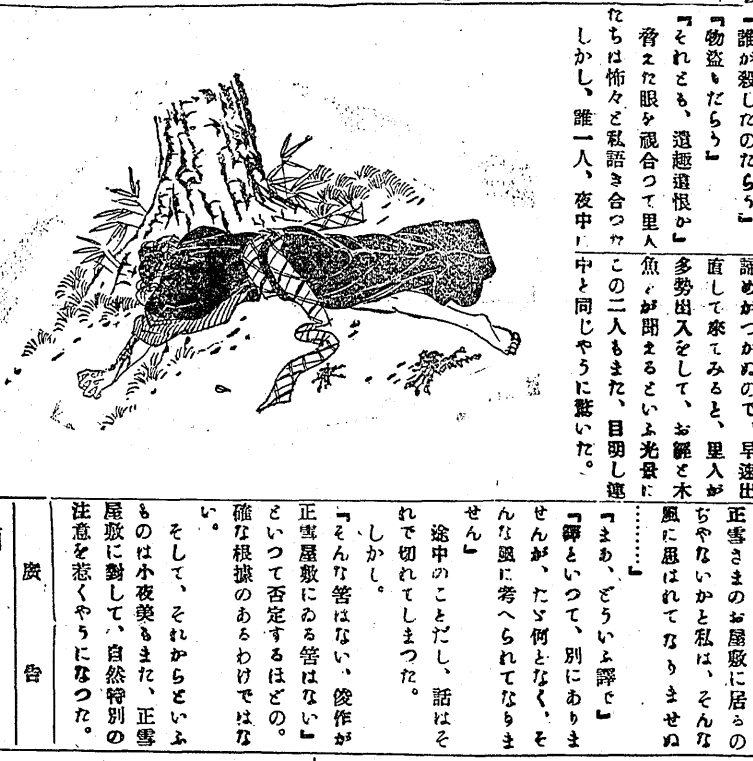 『誰が殺したのだらう』
『物盗りだらう』
『それとも、遺趣遺恨か』
脅えた眼を視合つて里人
たちは怖々と私語き合つた
しかし、誰一人、夜中に
諦めがつかぬので、早速出
直して來てみると、里人が
多勢出入をして、お經と木
魚とが聞えるといふ光景に
この二人もまた、目明し連
中と同じやうに驚いた。
正雪さまのお屋敷に居るの
ぢやないかと私は、そんな
風に思はれてなりませぬ
………』
『まあ、どういふ譯で』
『譯といつて、別にありま
せんが、たゞ何となく、そ
んな風に考へられてなりま
せん』
途中のことだし、話はそ
れで切れてしまつた。
しかし。
『そんな筈はない、俊作が
正雪屋敷にゐる筈はない』
といつて否定するほどの。
確な根據のあるわけではな
い。
そして、それからといふ
ものは小夜美もまた、正雪
屋敷に對して、自然特別の
注意を惹くやうになつた。
廣告